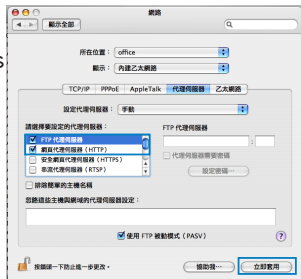 網路
顯示全部
所在位置：office
顯示：內建乙太網路
TCP/IP PPPoE AppleTalk 代理伺服器 乙太網路
設定代理伺服器：手動
請選擇要設定的代理伺服器： FTP 代理伺服器
FTP 代理伺服器 :
網頁代理伺服器（HTTP） 代理伺服器需要密碼
安全網頁代理伺服器（HTTPS） 設定密碼…
串流伺服器（RTSP）
排除簡單的主機名稱
忽略這些主機與網域的代理伺服器設定：
使用 FTP 被動模式（PASV） ?
按鎖頭一下防止進一步更改。 協助我… 立即套用
S